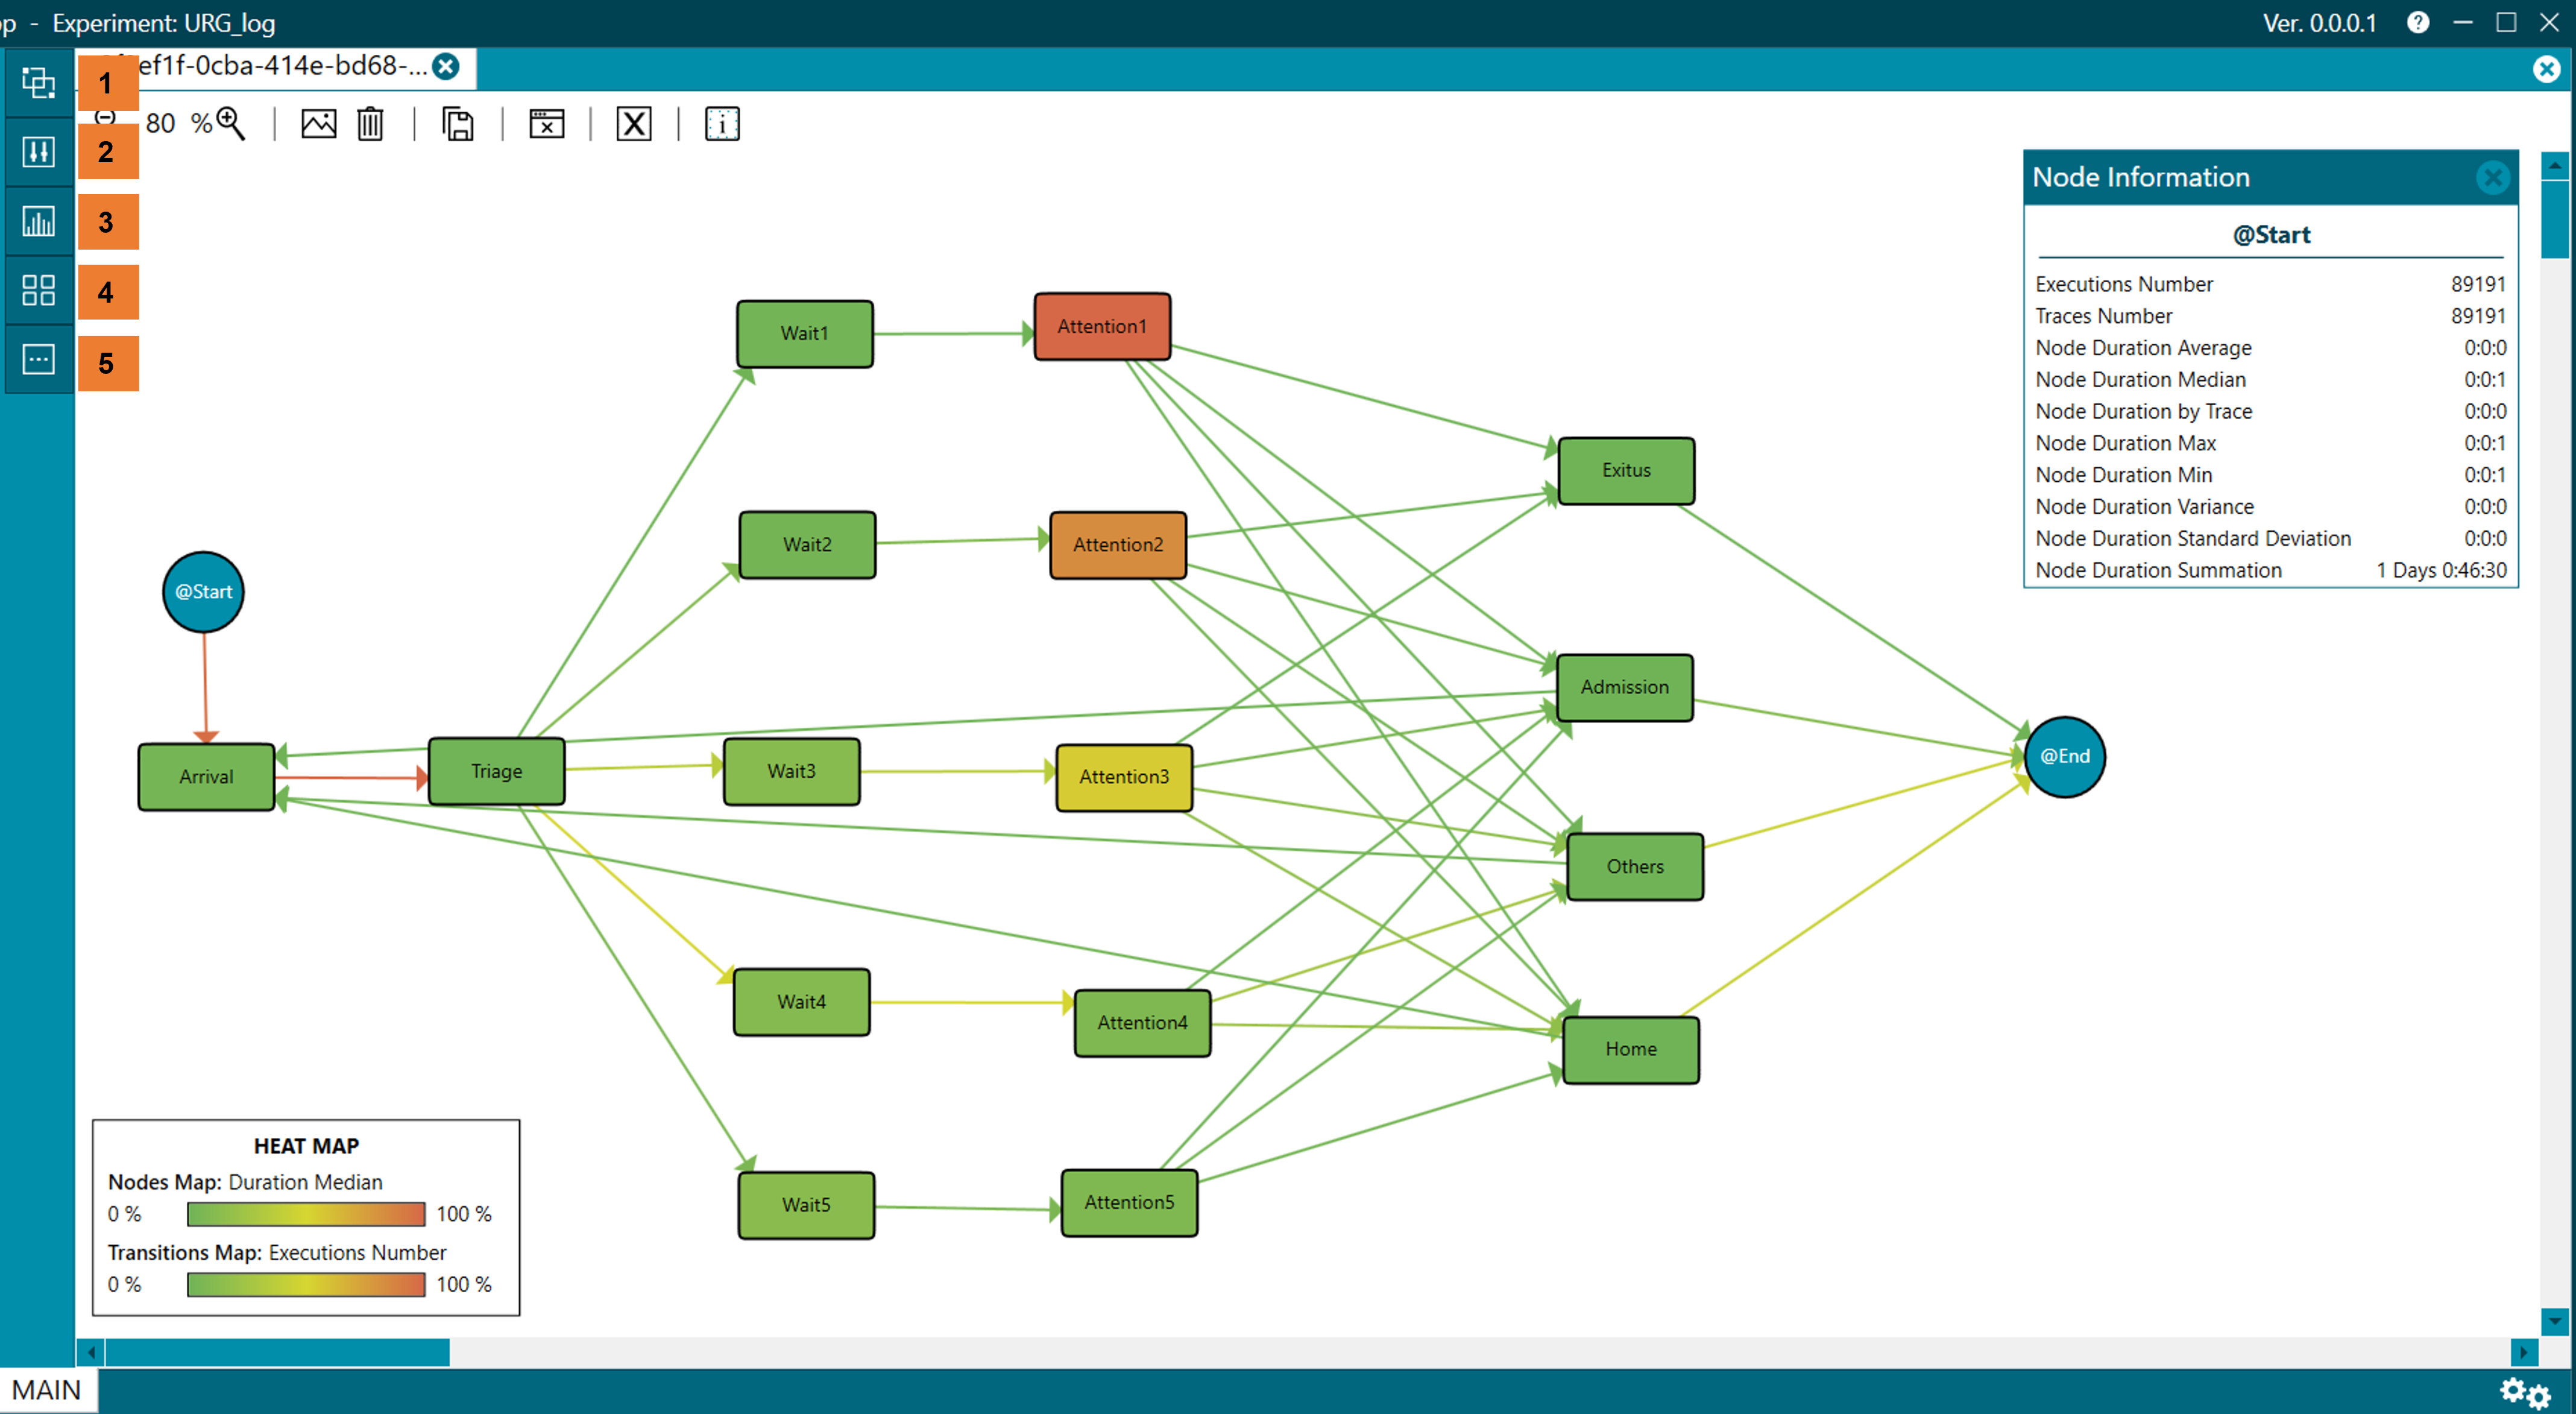 op - Experiment: URG_log
Ver. 0.0.0.1
ef1f-0cba-414e-bd68-...
1
80 %
2
3
4
5
Node Information
@Start
Executions Number 89191
Traces Number 89191
Node Duration Average 0:0:0
Node Duration Median 0:0:1
Node Duration by Trace 0:0:0
Node Duration Max 0:0:1
Node Duration Min 0:0:1
Node Duration Variance 0:0:0
Node Duration Standard Deviation 0:0:0
Node Duration Summation 1 Days 0:46:30
Wait1
Attention1
Exitus
Wait2
Attention2
@Start
Admission
Arrival
Triage
Wait3
Attention3
@End
Others
Wait4
Attention4
Home
Wait5
Attention5
HEAT MAP
Nodes Map: Duration Median
0 % 100 %
Transitions Map: Executions Number
0 % 100 %
MAIN